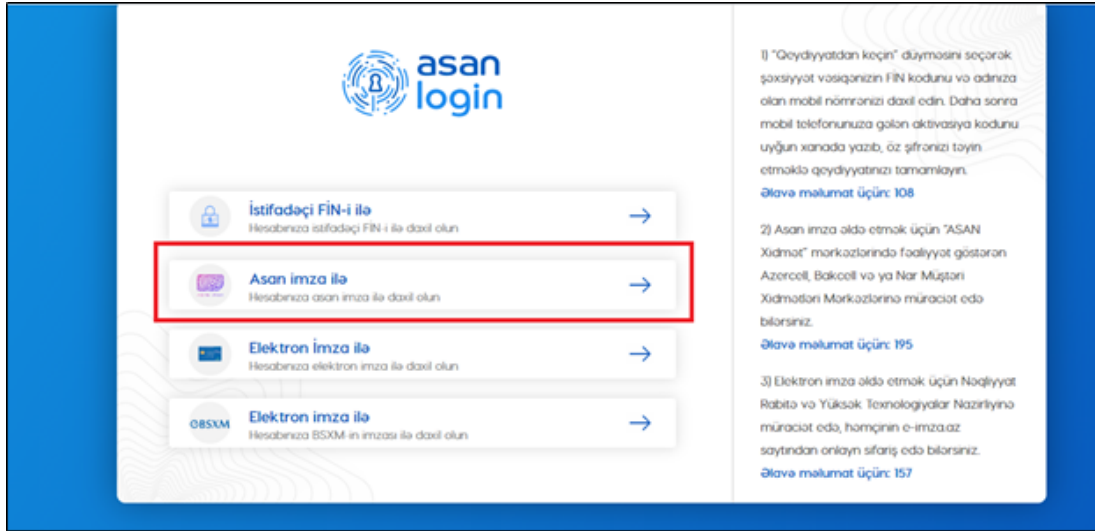 asan
login
İstifadəçi FİN-i ilə
Hesabınıza istifadəçi FİN-i ilə daxil olun
Asan imza ilə
Hesabınıza asan imza ilə daxil olun
Elektron İmza ilə
Hesabınıza elektron imza ilə daxil olun
BSXM
Elektron imza ilə
Hesabınıza BSXM-in imzası ilə daxil olun
1) "Qeydiyyatdan keçin" düyməsini seçərək
şəxsiyyət vəsiqənizin FİN kodunu və adınıza
olan mobil nömrənizi daxil edin. Daha sonra
mobil telefonunuza gələn aktivasiya kodunu
uyğun xanada yazıb, öz şifrənizi təyin
etməklə qeydiyyatınızı tamamlayın.
Əlavə məlumat üçün: 108
2) Asan imza əldə etmək üçün "ASAN
Xidmət" mərkəzlərində fəaliyyət göstərən
Azercell, Bakcell və ya Nar Müştəri
Xidmətləri Mərkəzlərinə müraciət edə
bilərsiniz.
Əlavə məlumat üçün: 195
3) Elektron imza əldə etmək üçün Nəqliyyat
Rabitə və Yüksək Texnologiyalar Nazirliyinə
müraciət edə, həmçinin e-imza.az
saytından onlayn sifariş edə bilərsiniz.
Əlavə məlumat üçün: 157